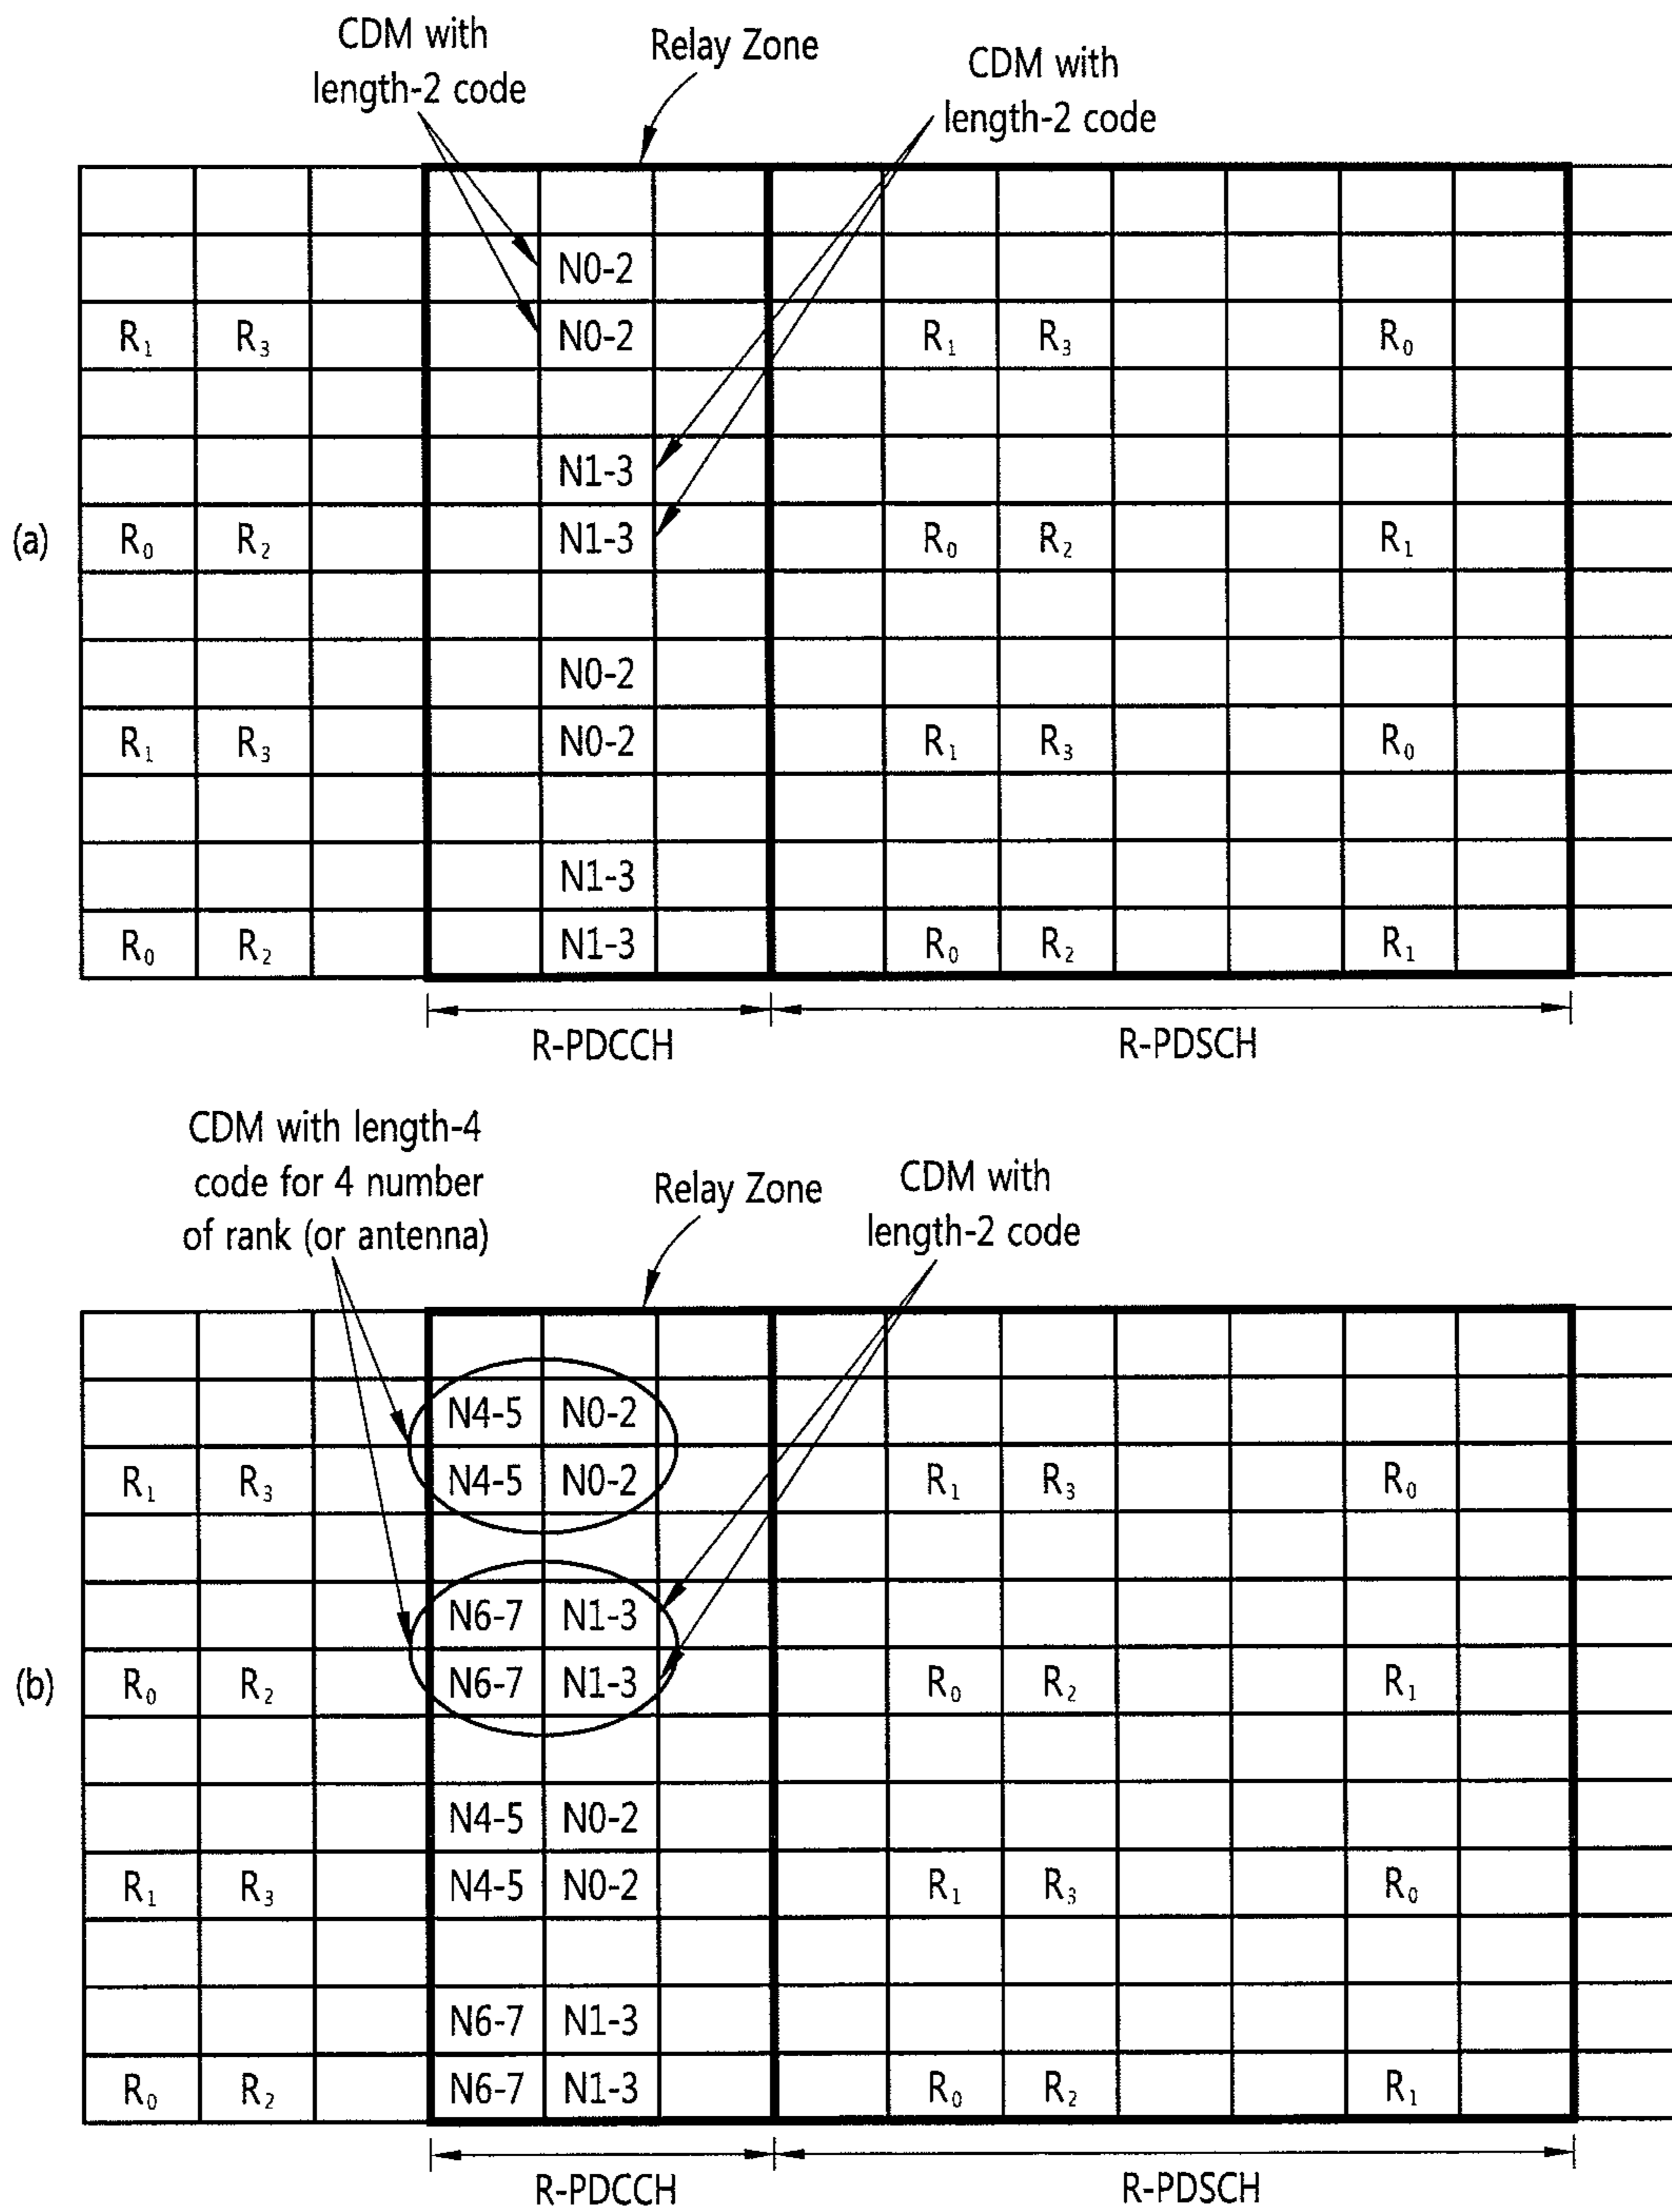 CDM with
length-2 code
Relay Zone
CDM with
length-2 code
N0-2
R₁ R₃ N0-2 R₁ R₃ R₀
N1-3
(a) R₀ R₂ N1-3 R₀ R₂ R₁
N0-2
R₁ R₃ N0-2 R₁ R₃ R₀
N1-3
R₀ R₂ N1-3 R₀ R₂ R₁
R-PDCCH R-PDSCH
CDM with length-4
code for 4 number
of rank (or antenna)
Relay Zone
CDM with
length-2 code
N4-5 N0-2
R₁ R₃ N4-5 N0-2 R₁ R₃ R₀
N6-7 N1-3
(b) R₀ R₂ N6-7 N1-3 R₀ R₂ R₁
N4-5 N0-2
R₁ R₃ N4-5 N0-2 R₁ R₃ R₀
N6-7 N1-3
R₀ R₂ N6-7 N1-3 R₀ R₂ R₁
R-PDCCH R-PDSCH